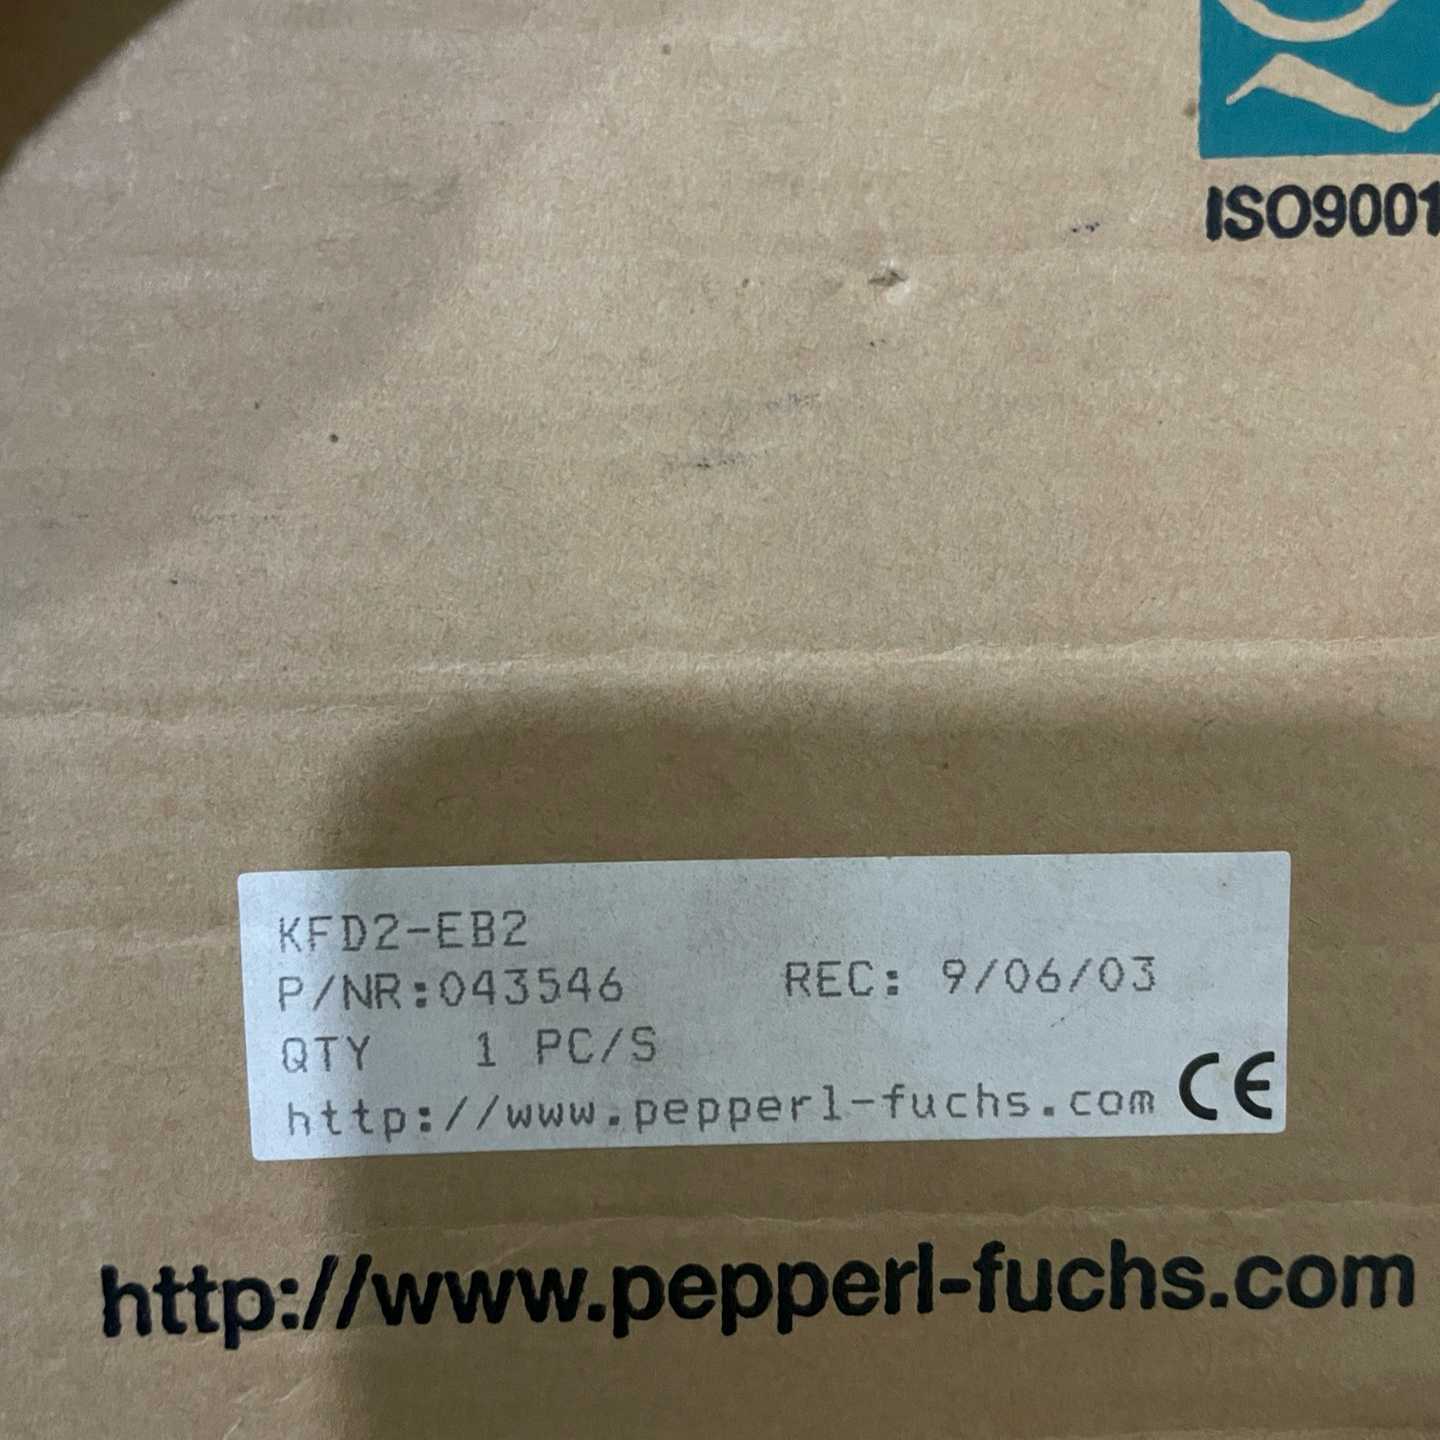 ISO9001
KFD2-EB2
P/NR:043546 REC: 9/06/03
QTY 1 PC/S
http://www.pepperl-fuchs.com CE
http://www.pepperl-fuchs.com